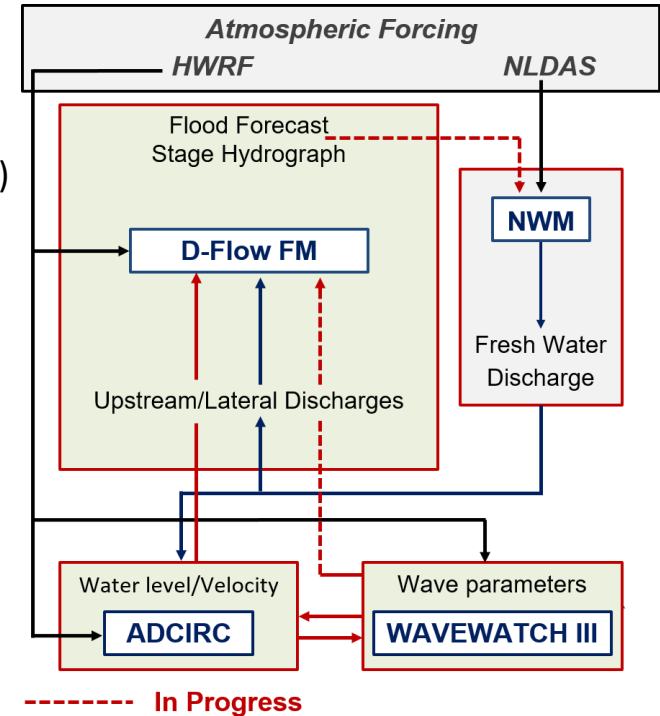 Atmospheric Forcing
HWRF
NLDAS
)
Flood Forecast
Stage Hydrograph
D-Flow FM
NWM
Fresh Water
Discharge
Upstream/Lateral Discharges
Water level/Velocity
ADCIRC
Wave parameters
WAVEWATCH III
In Progress